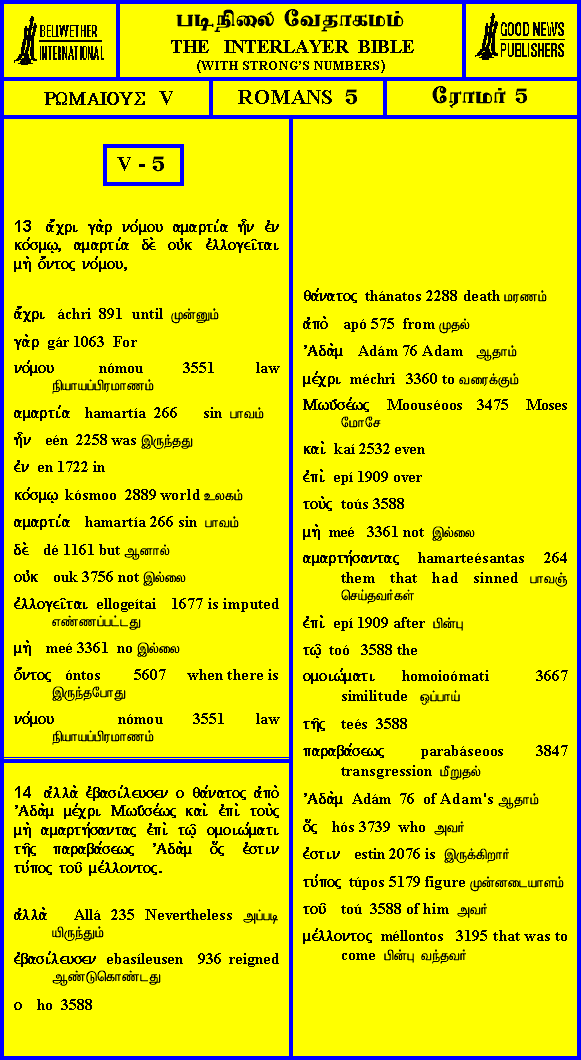 BELLWETHER
INTERNATIONAL
படிநிலை வேதாகமம்
THE INTERLAYER BIBLE
(WITH STRONG'S NUMBERS)
GOOD NEWS
PUBLISHERS
ΡΩΜΑΙΟΥΣ V
ROMANS 5
ரோமர் 5
V - 5
13 ἄχρι γὰρ νόμου αμαρτία ἦν ἐν
κόσμῳ, αμαρτία δὲ οὐκ ἐλλογεῖται
μὴ ὄντος νόμου,
ἄχρι áchri 891 until முன்னும்
γὰρ gár 1063 For
νόμου nómou 3551 law
நியாயப்பிரமாணம்
αμαρτία hamartía 266 sin பாவம்
ἦν eén 2258 was இருந்தது
ἐν en 1722 in
κόσμῳ kósmoo 2889 world உலகம்
αμαρτία hamartía 266 sin பாவம்
δὲ dé 1161 but ஆனால்
οὐκ ouk 3756 not இல்லை
ἐλλογεῖται ellogeítai 1677 is imputed
எண்ணப்பட்டது
μὴ meé 3361 no இல்லை
ὄντος óntos 5607 when there is
இருந்தபோது
νόμου nómou 3551 law
நியாயப்பிரமாணம்
14 ἀλλὰ ἐβασίλευσεν ο θάνατος ἀπὸ
Ἀδὰμ μέχρι Μωΰσέως καὶ ἐπὶ τοὺς
μὴ αμαρτήσαντας ἐπὶ τῷ ομοιώματι
τῆς παραβάσεως Ἀδὰμ ὅς ἐστιν
τύπος τοῦ μέλλοντος.
ἀλλὰ Allá 235 Nevertheless அப்படி
யிருந்தும்
ἐβασίλευσεν ebasíleusen 936 reigned
ஆண்டுகொண்டது
ο ho 3588
θάνατος thánatos 2288 death மரணம்
ἀπὸ apó 575 from முதல்
Ἀδὰμ Adám 76 Adam ஆதாம்
μέχρι méchri 3360 to வரைக்கும்
Μωΰσέως Moouséoos 3475 Moses
மோசே
καὶ kaí 2532 even
ἐπὶ epí 1909 over
τοὺς toús 3588
μὴ meé 3361 not இல்லை
αμαρτήσαντας hamarteésantas 264
them that had sinned பாவஞ்
செய்தவர்கள்
ἐπὶ epí 1909 after பின்பு
τῷ toó 3588 the
ομοιώματι homoioómati 3667
similitude ஒப்பாய்
τῆς teés 3588
παραβάσεως parabáseoos 3847
transgression மீறுதல்
Ἀδὰμ Adám 76 of Adam's ஆதாம்
ὅς hós 3739 who அவர்
ἐστιν estin 2076 is இருக்கிறார்
τύπος túpos 5179 figure முன்னடையாளம்
τοῦ toú 3588 of him அவர்
μέλλοντος méllontos 3195 that was to
come பின்பு வந்தவர்